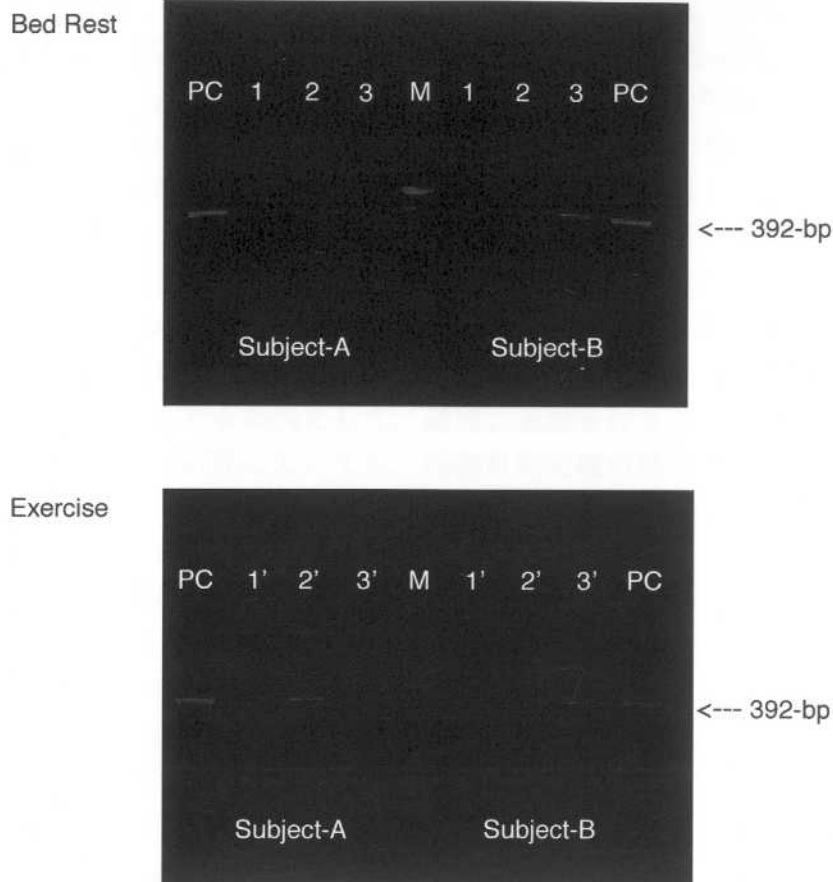 Bed Rest
PC 1 2 3 M 1 2 3 PC
<--- 392-bp
Subject-A Subject-B
Exercise
PC 1' 2' 3' M 1' 2' 3' PC
<--- 392-bp
Subject-A Subject-B